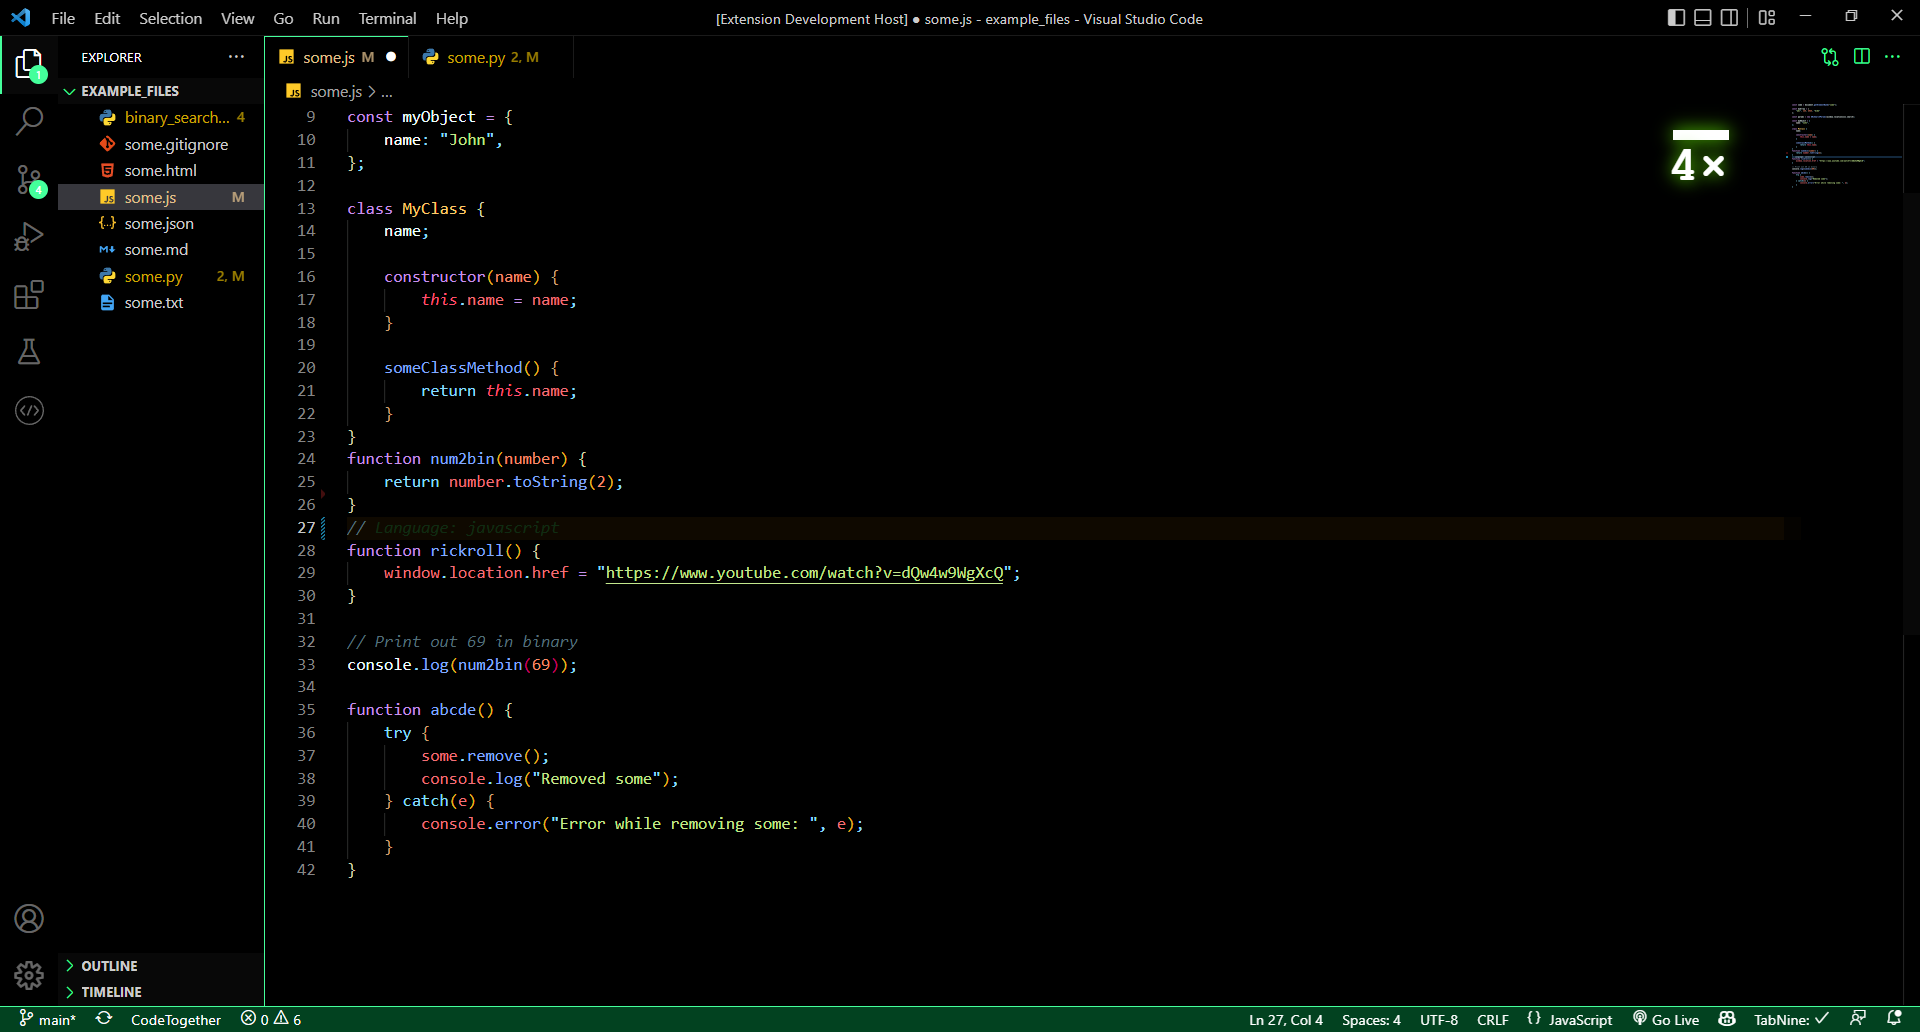 File Edit Selection View Go Run Terminal Help
[Extension Development Host] ● some.js - example_files - Visual Studio Code
EXPLORER
EXAMPLE_FILES
binary_search... 4
some.gitignore
some.html
some.js M
some.json
some.md
some.py 2, M
some.txt
OUTLINE
TIMELINE
1
4
JS some.js M ●
some.py 2, M
JS some.js > ...
9 const myObject = {
10 name: "John",
11 };
12
13 class MyClass {
14 name;
15
16 constructor(name) {
17 this.name = name;
18 }
19
20 someClassMethod() {
21 return this.name;
22 }
23 }
24 function num2bin(number) {
25 return number.toString(2);
26 }
27 // Language: javascript
28 function rickroll() {
29 window.location.href = "https://www.youtube.com/watch?v=dQw4w9WgXcQ";
30 }
31
32 // Print out 69 in binary
33 console.log(num2bin(69));
34
35 function abcde() {
36 try {
37 some.remove();
38 console.log("Removed some");
39 } catch(e) {
40 console.error("Error while removing some: ", e);
41 }
42 }
4×
main* CodeTogether 0 6
Ln 27, Col 4 Spaces: 4 UTF-8 CRLF {} JavaScript Go Live TabNine: ✓